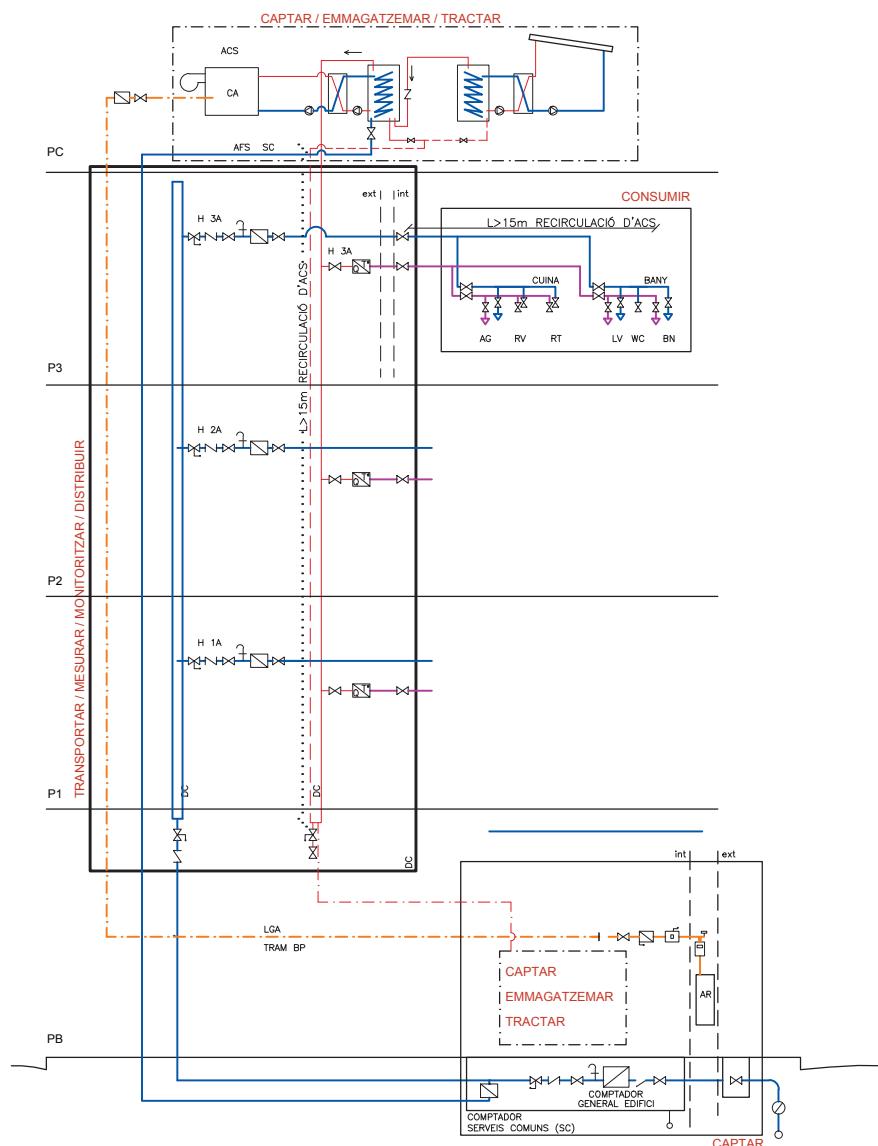 CAPTAR / EMMAGATZEMAR / TRACTAR
ACS
CA
AFS SC
PC
CONSUMIR
ext
int
L>15m RECIRCULACIÓ D'ACS
H 3A
H 3A
CUINA
BANY
AG
RV
RT
LV
WC
BN
L>15m RECIRCULACIÓ D'ACS
P3
H 2A
T
Q
P2
TRANSPORTAR / MESURAR / MONITORITZAR / DISTRIBUIR
H 1A
P1
DC
DC
DC
int
ext
LGA
TRAM BP
CAPTAR
EMMAGATZEMAR
TRACTAR
AR
PB
COMPTADOR
GENERAL EDIFICI
COMPTADOR
SERVEIS COMUNS (SC)
CAPTAR